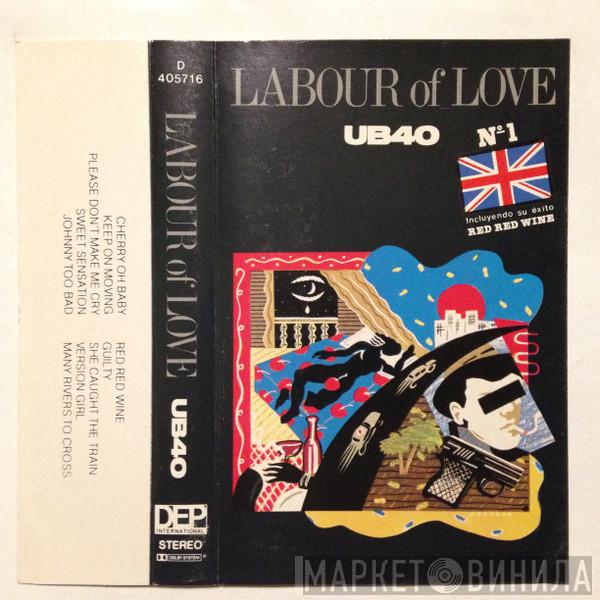 CHERRY OH BABY
KEEP ON MOVING
PLEASE DON'T MAKE ME CRY
SWEET SENSATION
JOHNNY TOO BAD
RED RED WINE
GUILTY
SHE CAUGHT THE TRAIN
VERSION GIRL
MANY RIVERS TO CROSS
D
405716
LABOUR of LOVE
UB40
DEP
INTERNATIONAL
STEREO
DOLBY SYSTEM
LABOUR of LOVE
UB40
Nº1
Incluyendo su éxito
RED RED WINE
МАРКЕТ ВИНИЛА